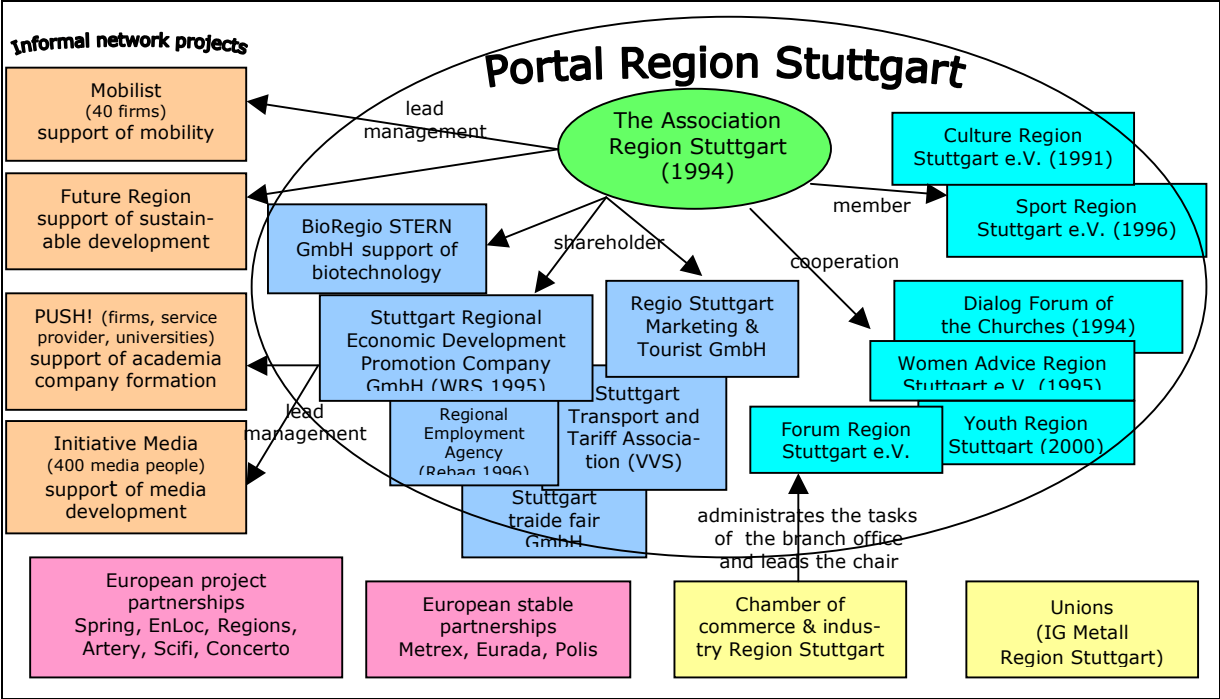 Informal network projects
Portal Region Stuttgart
Mobilist
(40 firms)
support of mobility
Future Region
support of sustain-
able development
PUSH! (firms, service
provider, universities)
support of academia
company formation
Initiative Media
(400 media people)
support of media
development
lead
management
The Association
Region Stuttgart
(1994)
BioRegio STERN
GmbH support of
biotechnology
shareholder
member
cooperation
Culture Region
Stuttgart e.V. (1991)
Sport Region
Stuttgart e.V. (1996)
Stuttgart Regional
Economic Development
Promotion Company
GmbH (WRS 1995)
Regio Stuttgart
Marketing &
Tourist GmbH
Dialog Forum of
the Churches (1994)
Women Advice Region
Stuttgart e.V. (1995)
Youth Region
Stuttgart (2000)
Forum Region
Stuttgart e.V.
lead
management
Regional
Employment
Agency
(Rebag 1996)
Stuttgart
Transport and
Tariff Associa-
tion (VVS)
Stuttgart
traide fair
GmbH
administrates the tasks
of the branch office
and leads the chair
European project
partnerships
Spring, EnLoc, Regions,
Artery, Scifi, Concerto
European stable
partnerships
Metrex, Eurada, Polis
Chamber of
commerce & indus-
try Region Stuttgart
Unions
(IG Metall
Region Stuttgart)